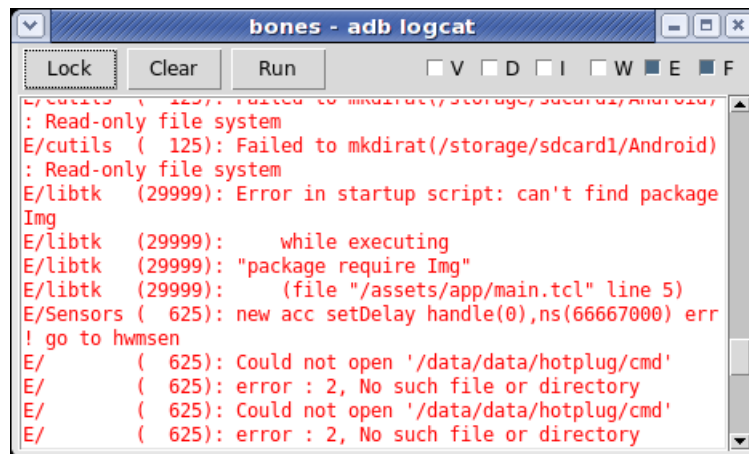 bones - adb logcat
Lock Clear Run V D I W E F
E/cutils  (  125): Failed to mkdirat(/storage/sdcard1/Android)
: Read-only file system
E/cutils  (  125): Failed to mkdirat(/storage/sdcard1/Android)
: Read-only file system
E/libtk   (29999): Error in startup script: can't find package
Img
E/libtk   (29999):     while executing
E/libtk   (29999): "package require Img"
E/libtk   (29999):     (file "/assets/app/main.tcl" line 5)
E/Sensors (  625): new acc setDelay handle(0),ns(66667000) err
! go to hwmsen
E/        (  625): Could not open '/data/data/hotplug/cmd'
E/        (  625): error : 2, No such file or directory
E/        (  625): Could not open '/data/data/hotplug/cmd'
E/        (  625): error : 2, No such file or directory